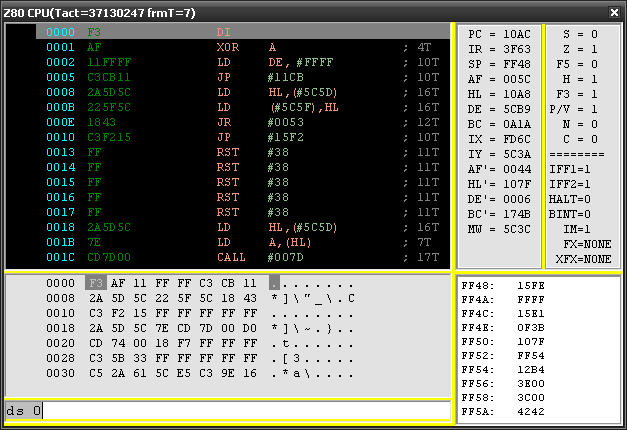 Z80 CPU(Tact=37130247 frmT=7)
0000 F3 DI
0001 AF XOR A ; 4T
0002 11FFFF LD DE,#FFFF ; 10T
0005 C3CB11 JP #11CB ; 10T
0008 2A5D5C LD HL,(#5C5D) ; 16T
000B 225F5C LD (#5C5F),HL ; 16T
000E 1843 JR #0053 ; 12T
0010 C3F215 JP #15F2 ; 10T
0013 FF RST #38 ; 11T
0014 FF RST #38 ; 11T
0015 FF RST #38 ; 11T
0016 FF RST #38 ; 11T
0017 FF RST #38 ; 11T
0018 2A5D5C LD HL,(#5C5D) ; 16T
001B 7E LD A,(HL) ; 7T
001C CD7D00 CALL #007D ; 17T
PC = 10AC
IR = 3F63
SP = FF48
AF = 005C
HL = 10A8
DE = 5CB9
BC = 0A1A
IX = FD6C
IY = 5C3A
AF'= 0044
HL'= 107F
DE'= 0006
BC'= 174B
MW = 5C3C
S = 0
Z = 1
F5 = 0
H = 1
F3 = 1
P/V = 1
N = 0
C = 0
========
IFF1=1
IFF2=1
HALT=0
BINT=0
IM=1
FX=NONE
XFX=NONE
0000 F3 AF 11 FF FF C3 CB 11 ........
0008 2A 5D 5C 22 5F 5C 18 43 *]\"_\.C
0010 C3 F2 15 FF FF FF FF FF ........
0018 2A 5D 5C 7E CD 7D 00 D0 *]\~.}..
0020 CD 74 00 18 F7 FF FF FF .t......
0028 C3 5B 33 FF FF FF FF FF .[3.....
0030 C5 2A 61 5C E5 C3 9E 16 .*a\....
ds 0
FF48: 15FE
FF4A: FFFF
FF4C: 15E1
FF4E: 0F3B
FF50: 107F
FF52: FF54
FF54: 12B4
FF56: 3E00
FF58: 3C00
FF5A: 4242